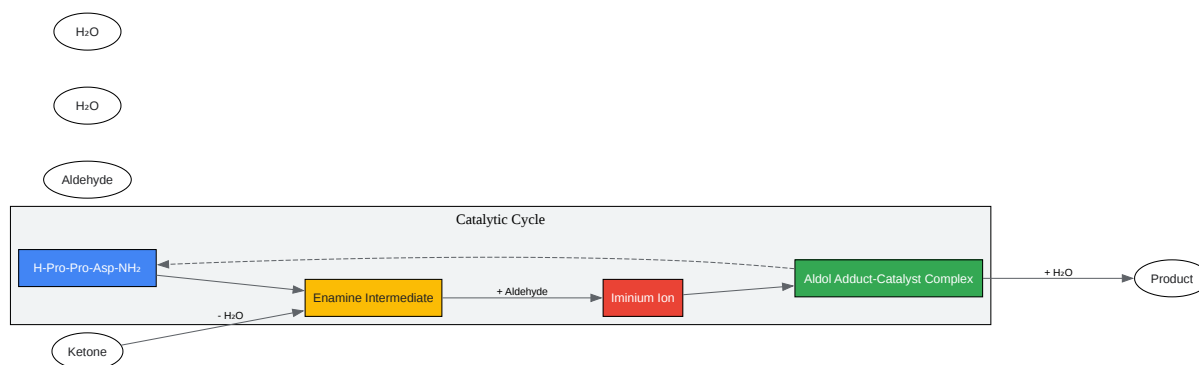 H₂O
H₂O
Aldehyde
Catalytic Cycle
H-Pro-Pro-Asp-NH₂
Enamine Intermediate
+ Aldehyde
Iminium Ion
Aldol Adduct-Catalyst Complex
+ H₂O
Product
- H₂O
Ketone